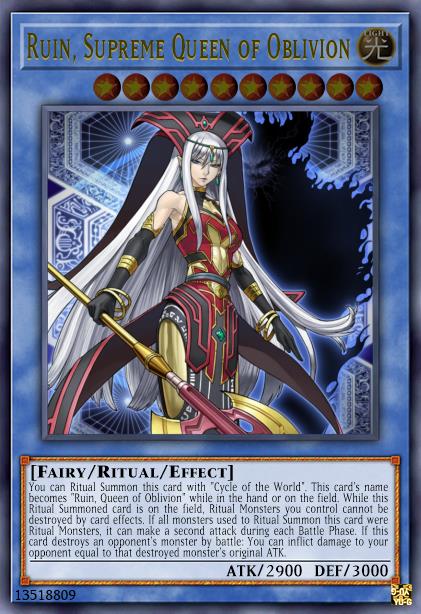 Ruin, Supreme Queen of Oblivion
LIGHT
光
[Fairy/Ritual/Effect]
You can Ritual Summon this card with "Cycle of the World". This card's name
becomes "Ruin, Queen of Oblivion" while in the hand or on the field. While this
Ritual Summoned card is on the field, Ritual Monsters you control cannot be
destroyed by card effects. If all monsters used to Ritual Summon this card were
Ritual Monsters, it can make a second attack during each Battle Phase. If this
card destroys an opponent's monster by battle: You can inflict damage to your
opponent equal to that destroyed monster's original ATK.
ATK/2900 DEF/3000
13518809